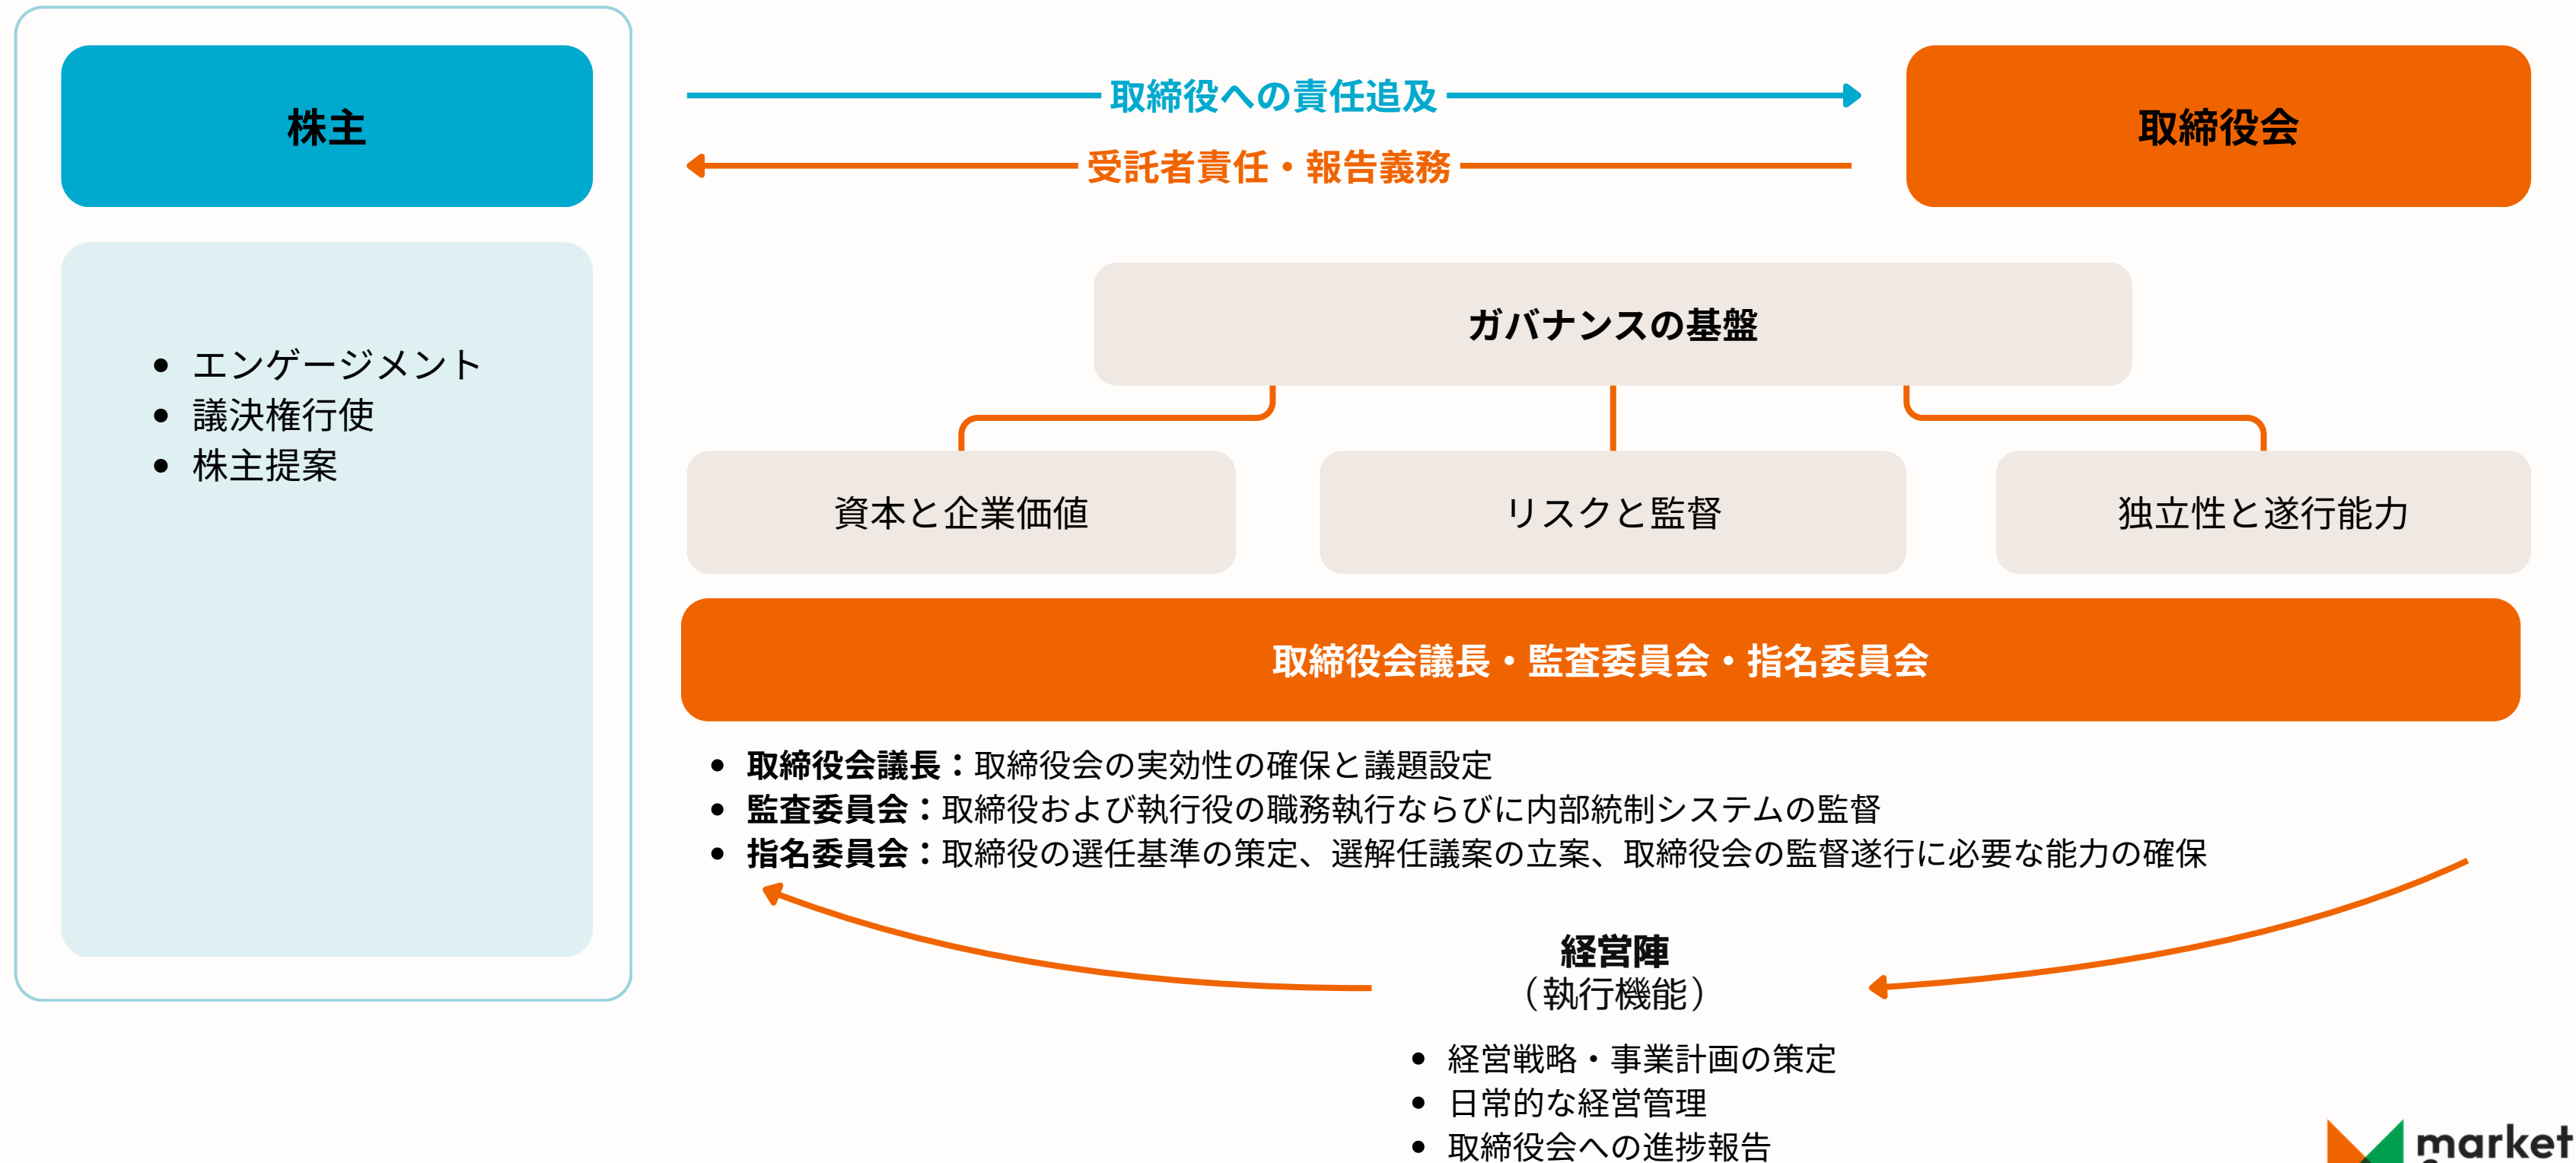 株主
エンゲージメント
議決権行使
株主提案
取締役への責任追及
受託者責任・報告義務
取締役会
ガバナンスの基盤
資本と企業価値
リスクと監督
独立性と遂行能力
取締役会議長・監査委員会・指名委員会
取締役会議長：取締役会の実効性の確保と議題設定
監査委員会：取締役および執行役の職務執行ならびに内部統制システムの監督
指名委員会：取締役の選任基準の策定、選解任議案の立案、取締役会の監督遂行に必要な能力の確保
経営陣
（執行機能）
経営戦略・事業計画の策定
日常的な経営管理
取締役会への進捗報告
market